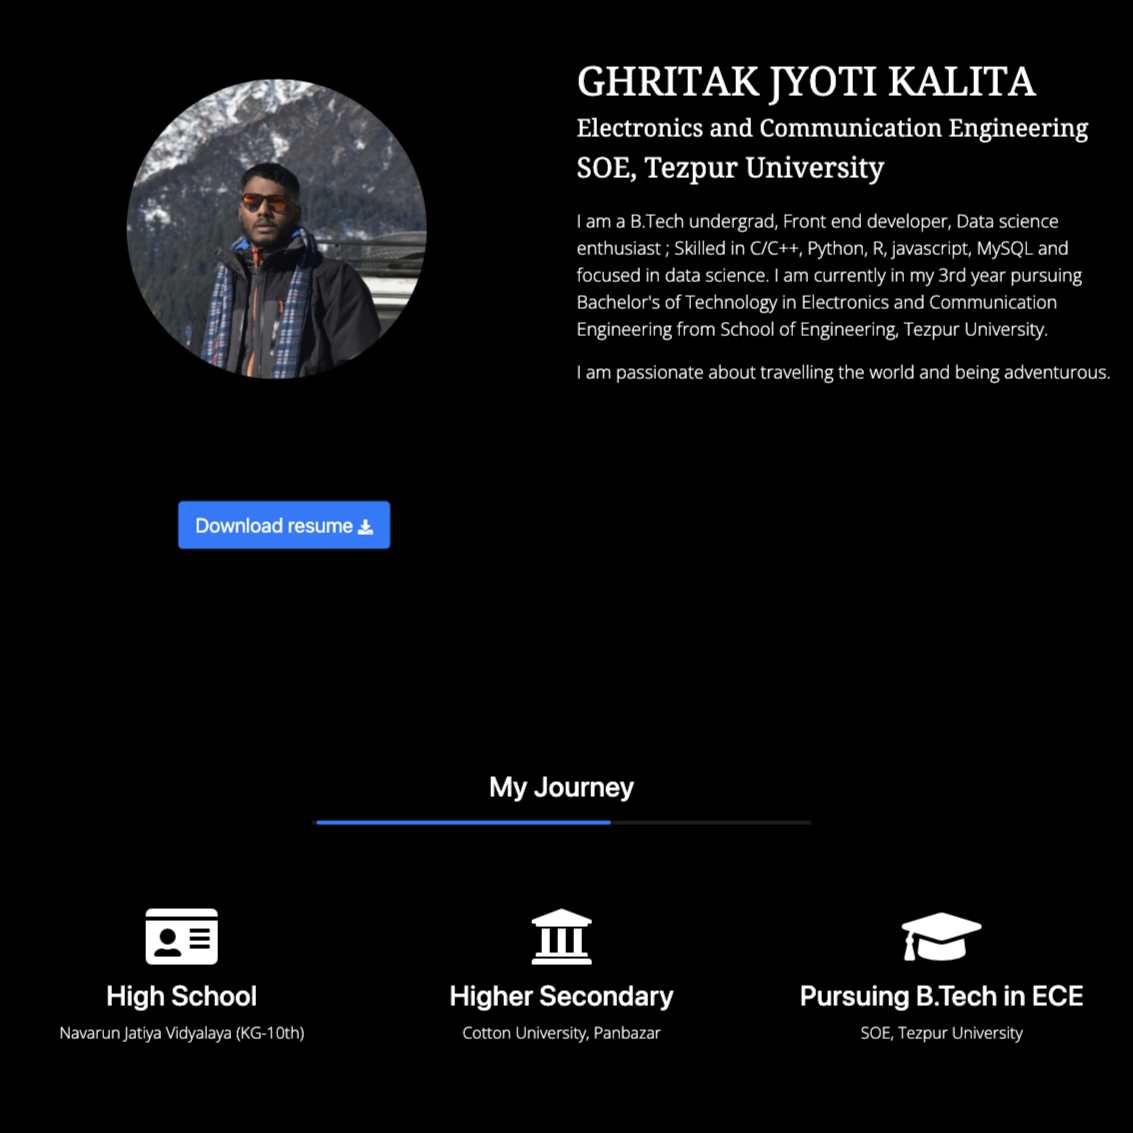 GHRITAK JYOTI KALITA
Electronics and Communication Engineering
SOE, Tezpur University
I am a B.Tech undergrad, Front end developer, Data science
enthusiast ; Skilled in C/C++, Python, R, javascript, MySQL and
focused in data science. I am currently in my 3rd year pursuing
Bachelor's of Technology in Electronics and Communication
Engineering from School of Engineering, Tezpur University.
I am passionate about travelling the world and being adventurous.
Download resume
My Journey
High School
Navarun Jatiya Vidyalaya (KG-10th)
Higher Secondary
Cotton University, Panbazar
Pursuing B.Tech in ECE
SOE, Tezpur University